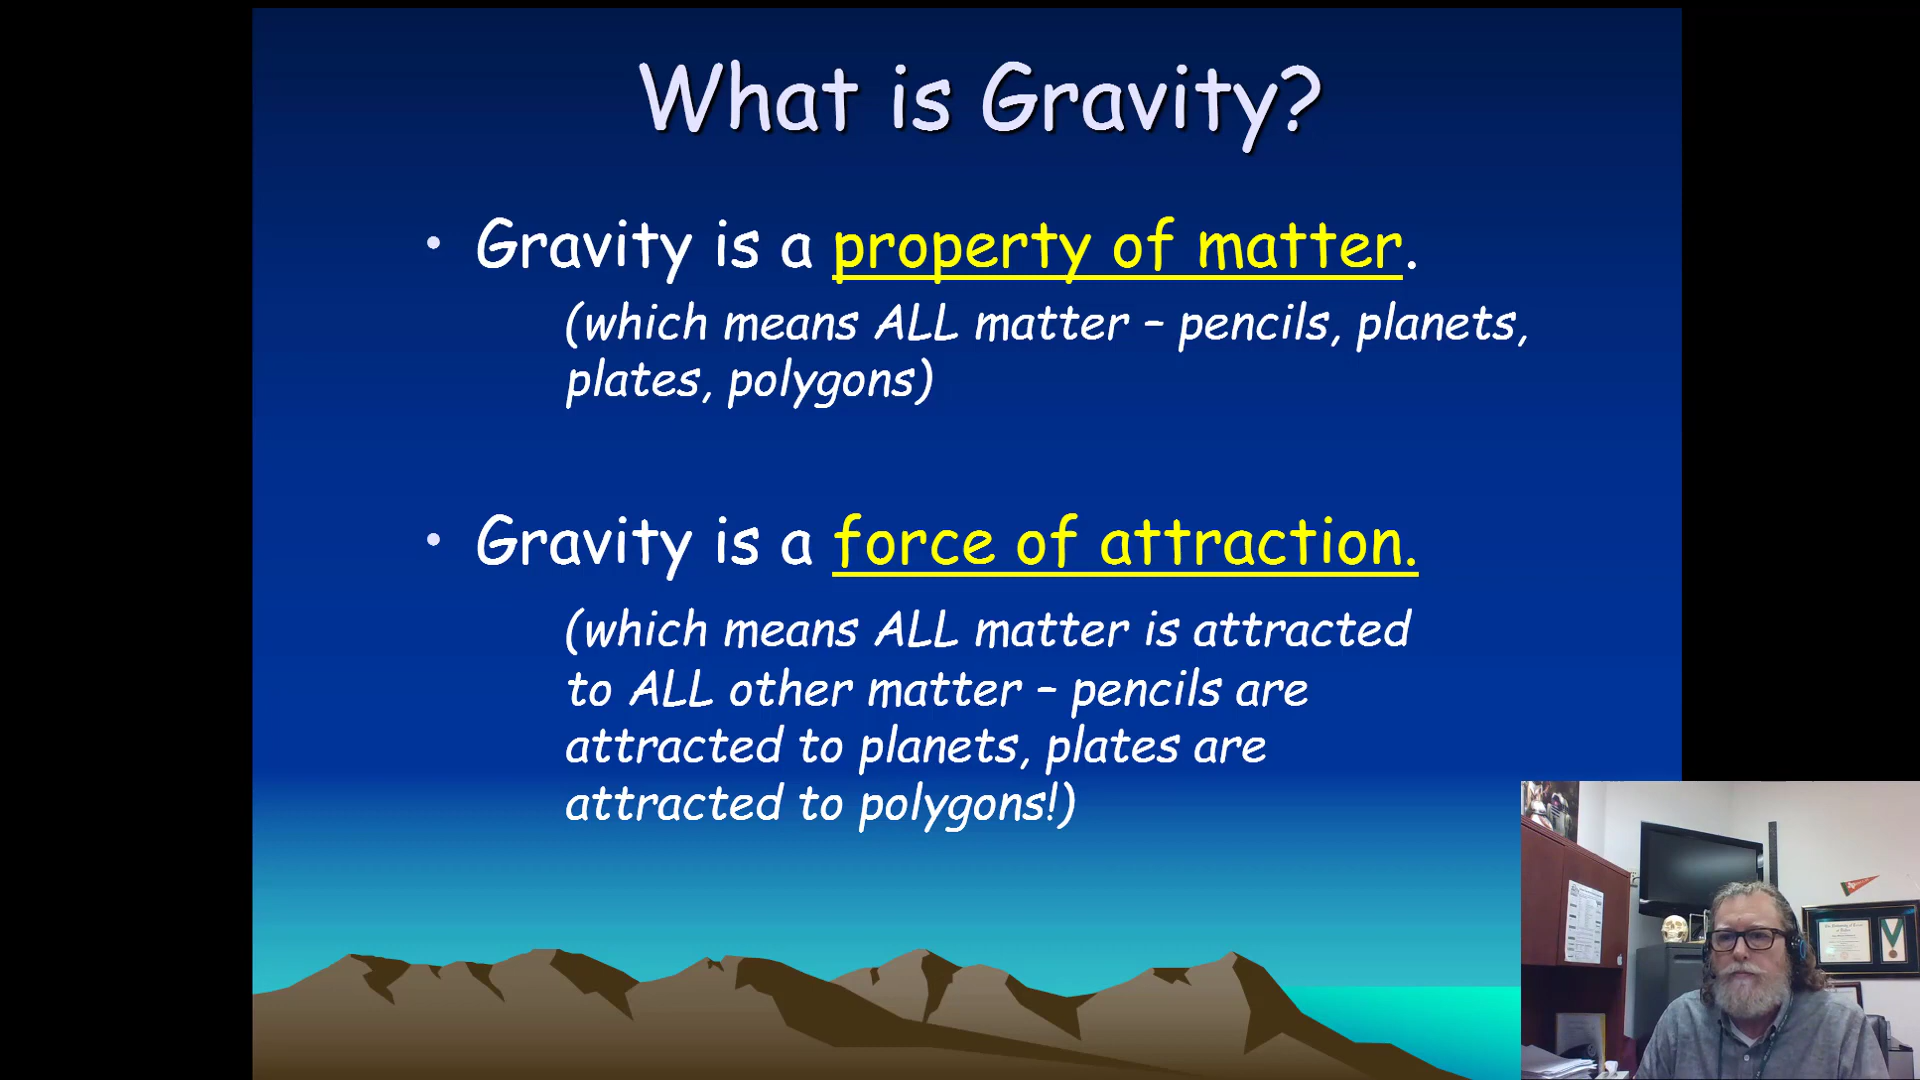 What is Gravity?
• Gravity is a property of matter.
(which means ALL matter – pencils, planets,
plates, polygons)
• Gravity is a force of attraction.
(which means ALL matter is attracted
to ALL other matter – pencils are
attracted to planets, plates are
attracted to polygons!)